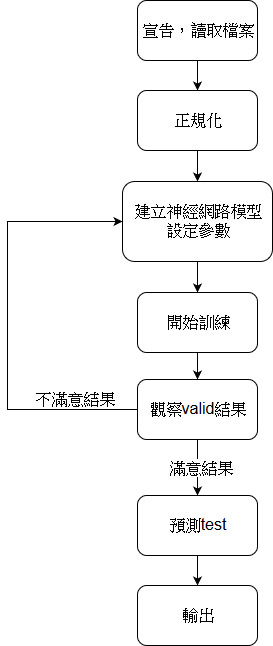 宣告，讀取檔案
正規化
建立神經網路模型
設定參數
開始訓練
不滿意結果
觀察valid結果
滿意結果
預測test
輸出